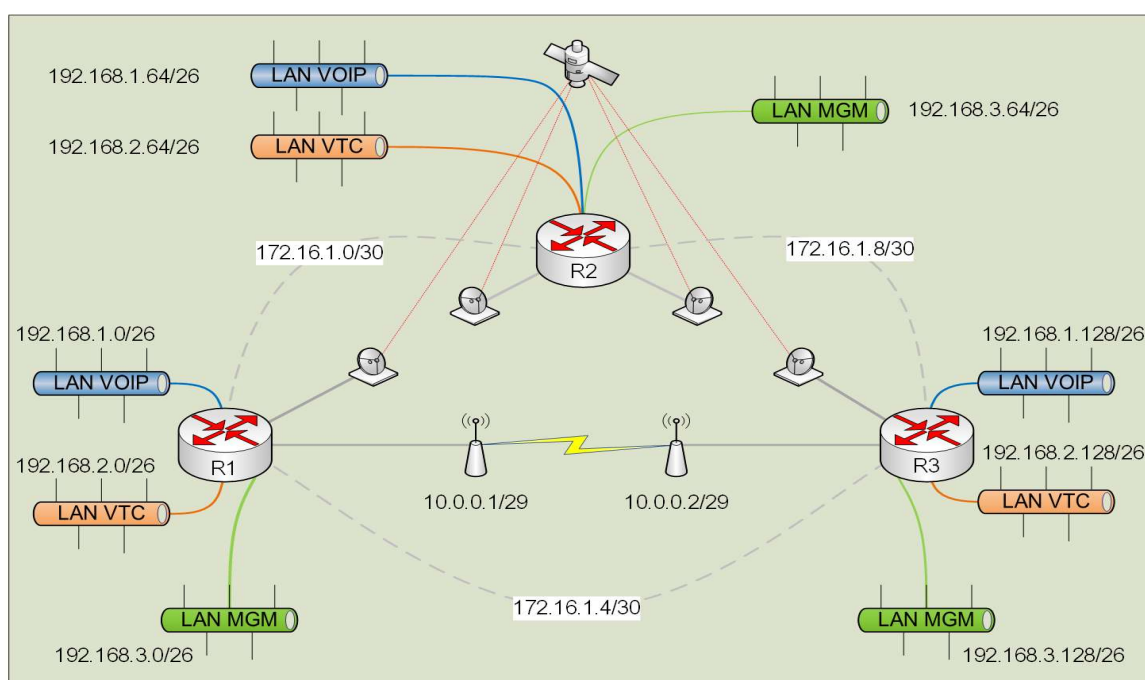 192.168.1.64/26
LAN VOIP
LAN MGM
192.168.3.64/26
192.168.2.64/26
LAN VTC
172.16.1.0/30
172.16.1.8/30
R2
192.168.1.0/26
192.168.1.128/26
LAN VOIP
LAN VOIP
R1
R3
192.168.2.0/26
192.168.2.128/26
10.0.0.1/29
10.0.0.2/29
LAN VTC
LAN VTC
172.16.1.4/30
LAN MGM
LAN MGM
192.168.3.0/26
192.168.3.128/26